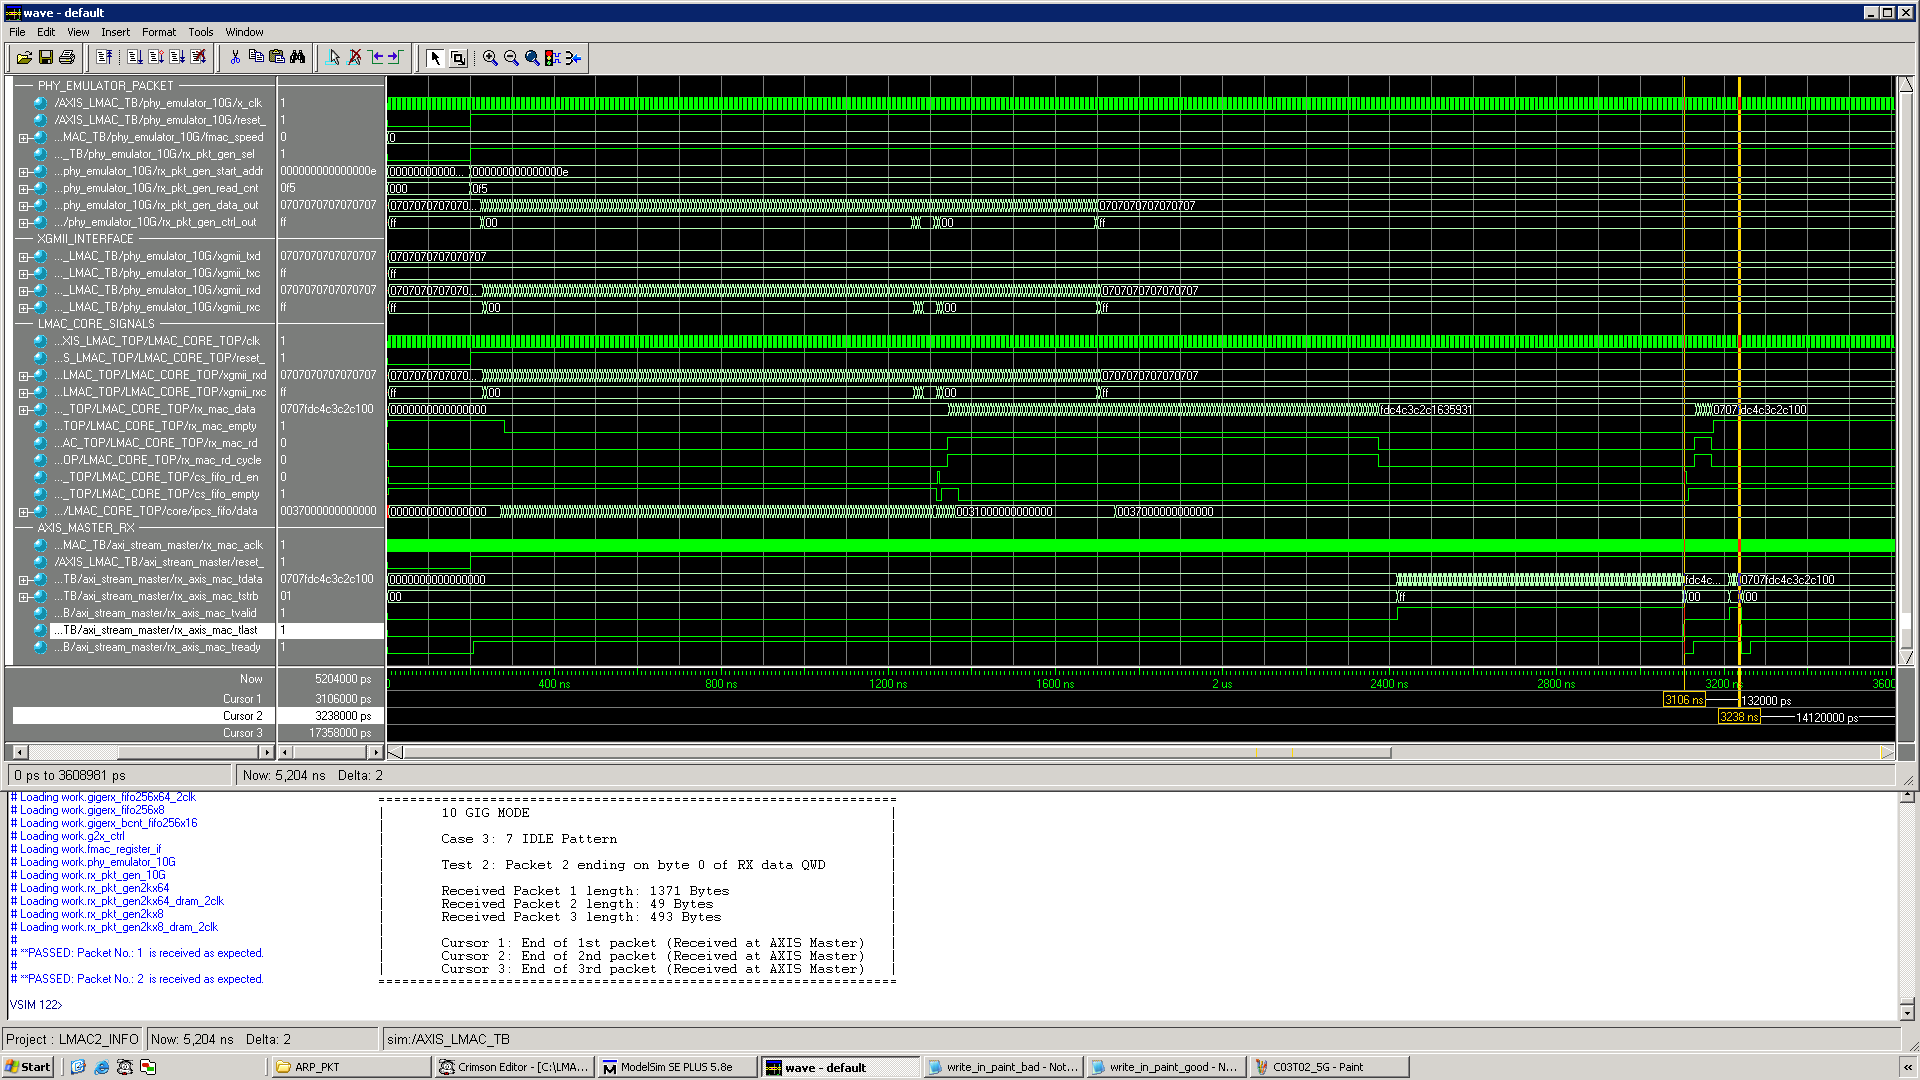 wave - default
File Edit View Insert Format Tools Window
PHY_EMULATOR_PACKET
/AXIS_LMAC_TB/phy_emulator_10G/x_clk 1
/AXIS_LMAC_TB/phy_emulator_10G/reset_ 1
...MAC_TB/phy_emulator_10G/fmac_speed 0 0
..._TB/phy_emulator_10G/rx_pkt_gen_sel 1
...phy_emulator_10G/rx_pkt_gen_start_addr 000000000000000e 00000000000... 000000000000000e
...phy_emulator_10G/rx_pkt_gen_read_cnt 0f5 000 0f5
...phy_emulator_10G/rx_pkt_gen_data_out 0707070707070707 0707070707070... 0707070707070707
.../phy_emulator_10G/rx_pkt_gen_ctrl_out ff ff 00 00 ff
XGMII_INTERFACE
..._LMAC_TB/phy_emulator_10G/xgmii_txd 0707070707070707 0707070707070707
..._LMAC_TB/phy_emulator_10G/xgmii_txc ff ff
..._LMAC_TB/phy_emulator_10G/xgmii_rxd 0707070707070707 0707070707070... 0707070707070707
..._LMAC_TB/phy_emulator_10G/xgmii_rxc ff ff 00 00 ff
LMAC_CORE_SIGNALS
...XIS_LMAC_TOP/LMAC_CORE_TOP/clk 1
...S_LMAC_TOP/LMAC_CORE_TOP/reset_ 1
...LMAC_TOP/LMAC_CORE_TOP/xgmii_rxd 0707070707070707 0707070707070... 0707070707070707
...LMAC_TOP/LMAC_CORE_TOP/xgmii_rxc ff ff 00 00 ff
..._TOP/LMAC_CORE_TOP/rx_mac_data 0707fdc4c3c2c100 0000000000000000 fdc4c3c2c1635931 0707fdc4c3c2c100
...TOP/LMAC_CORE_TOP/rx_mac_empty 1
...AC_TOP/LMAC_CORE_TOP/rx_mac_rd 0
...OP/LMAC_CORE_TOP/rx_mac_rd_cycle 0
..._TOP/LMAC_CORE_TOP/cs_fifo_rd_en 0
..._TOP/LMAC_CORE_TOP/cs_fifo_empty 1
.../LMAC_CORE_TOP/core/ipcs_fifo/data 0037000000000000 0000000000000000 0031000000000000 0037000000000000
AXIS_MASTER_RX
...MAC_TB/axi_stream_master/rx_mac_aclk 1
/AXIS_LMAC_TB/axi_stream_master/reset_ 1
...TB/axi_stream_master/rx_axis_mac_tdata 0707fdc4c3c2c100 0000000000000000 fdc4c... 0707fdc4c3c2c100
...TB/axi_stream_master/rx_axis_mac_tstrb 01 00 ff 00 00
...B/axi_stream_master/rx_axis_mac_tvalid 1
...TB/axi_stream_master/rx_axis_mac_tlast 1
...B/axi_stream_master/rx_axis_mac_tready 1
Now 5204000 ps 0 400 ns 800 ns 1200 ns 1600 ns 2 us 2400 ns 2800 ns 3200 ns 3600
Cursor 1 3106000 ps 3106 ns 132000 ps
Cursor 2 3238000 ps 3238 ns 14120000 ps
Cursor 3 17358000 ps
0 ps to 3608981 ps Now: 5,204 ns Delta: 2
# Loading work.gigerx_fifo256x64_2clk
# Loading work.gigerx_fifo256x8
# Loading work.gigerx_bcnt_fifo256x16
# Loading work.g2x_ctrl
# Loading work.fmac_register_if
# Loading work.phy_emulator_10G
# Loading work.rx_pkt_gen_10G
# Loading work.rx_pkt_gen2kx64
# Loading work.rx_pkt_gen2kx64_dram_2clk
# Loading work.rx_pkt_gen2kx8
# Loading work.rx_pkt_gen2kx8_dram_2clk
#
# **PASSED: Packet No.: 1 is received as expected.
#
# **PASSED: Packet No.: 2 is received as expected.
VSIM 122>
10 GIG MODE
Case 3: 7 IDLE Pattern
Test 2: Packet 2 ending on byte 0 of RX data QWD
Received Packet 1 length: 1371 Bytes
Received Packet 2 length: 49 Bytes
Received Packet 3 length: 493 Bytes
Cursor 1: End of 1st packet (Received at AXIS Master)
Cursor 2: End of 2nd packet (Received at AXIS Master)
Cursor 3: End of 3rd packet (Received at AXIS Master)
Project : LMAC2_INFO Now: 5,204 ns Delta: 2 sim:/AXIS_LMAC_TB
Start ARP_PKT Crimson Editor - [C:\LMA... ModelSim SE PLUS 5.8e wave - default write_in_paint_bad - Not... write_in_paint_good - N... C03T02_5G - Paint